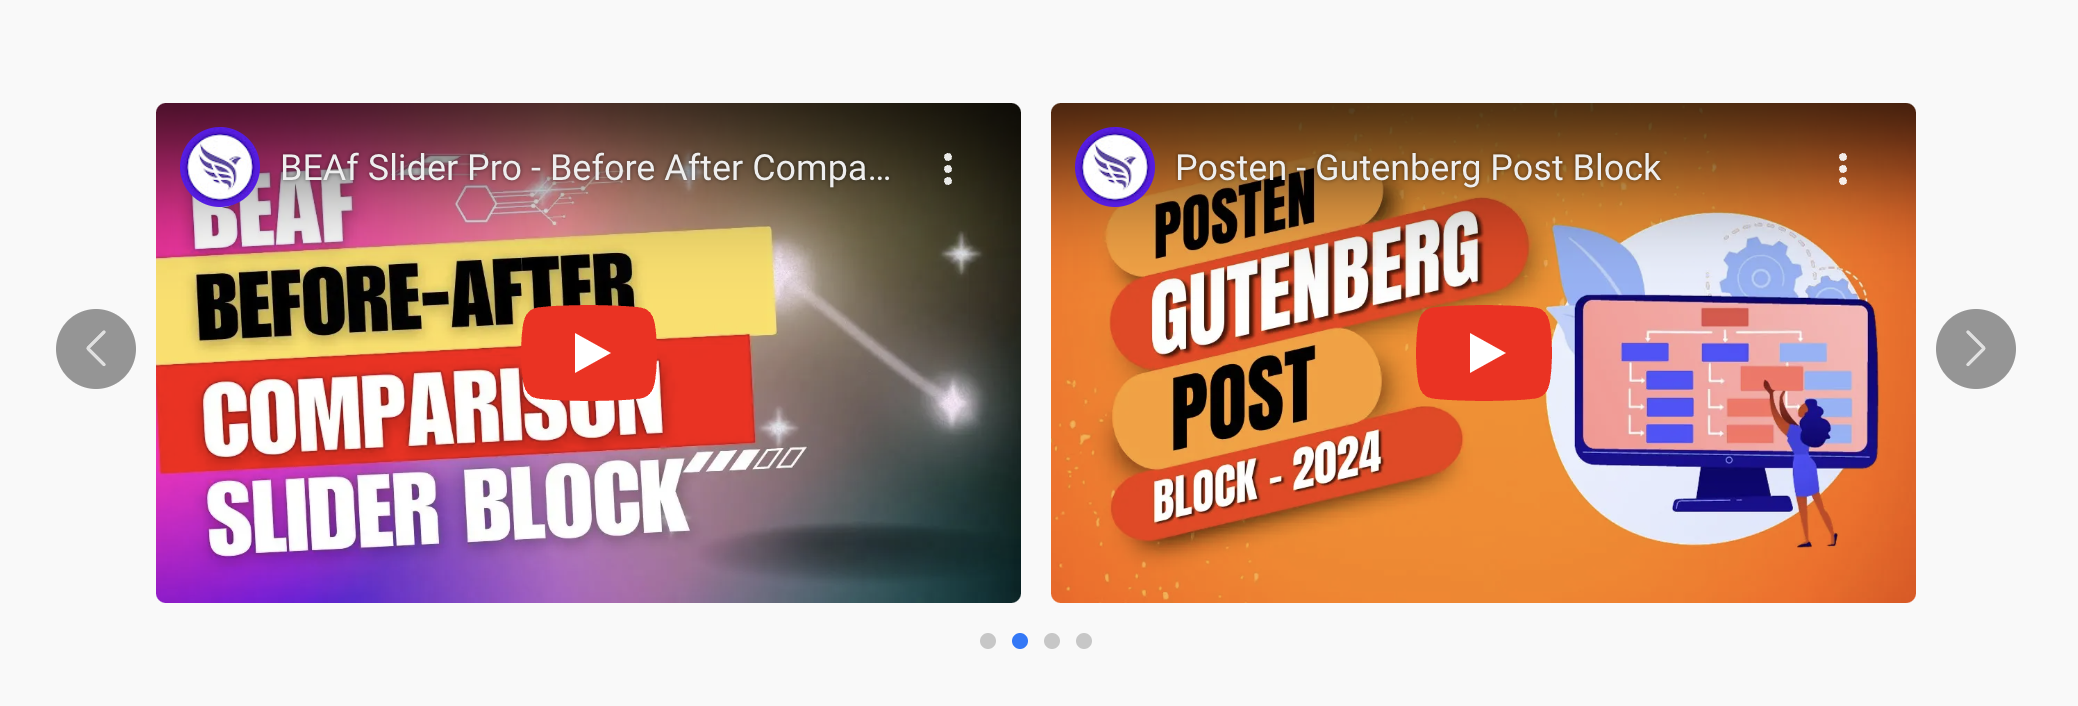 BEAf Slider Pro - Before After Compa...
BEAF
BEFORE-AFTER
COMPARISON
SLIDER BLOCK
Posten - Gutenberg Post Block
POSTEN
GUTENBERG
POST
BLOCK - 2024